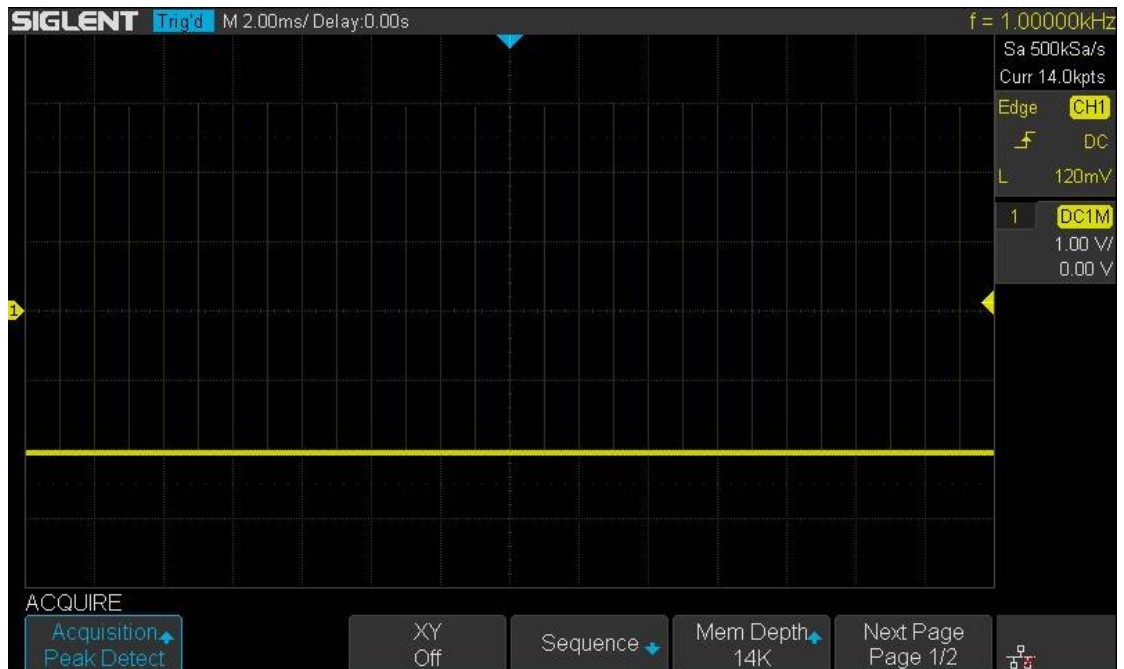 SIGLENT Trig'd M 2.00ms/ Delay:0.00s f = 1.00000kHz
Sa 500kSa/s
Curr 14.0kpts
Edge CH1
DC
L 120mV
1 DC1M
1.00 V/
0.00 V
1
ACQUIRE
Acquisition XY Sequence Mem Depth Next Page
Peak Detect Off 14K Page 1/2